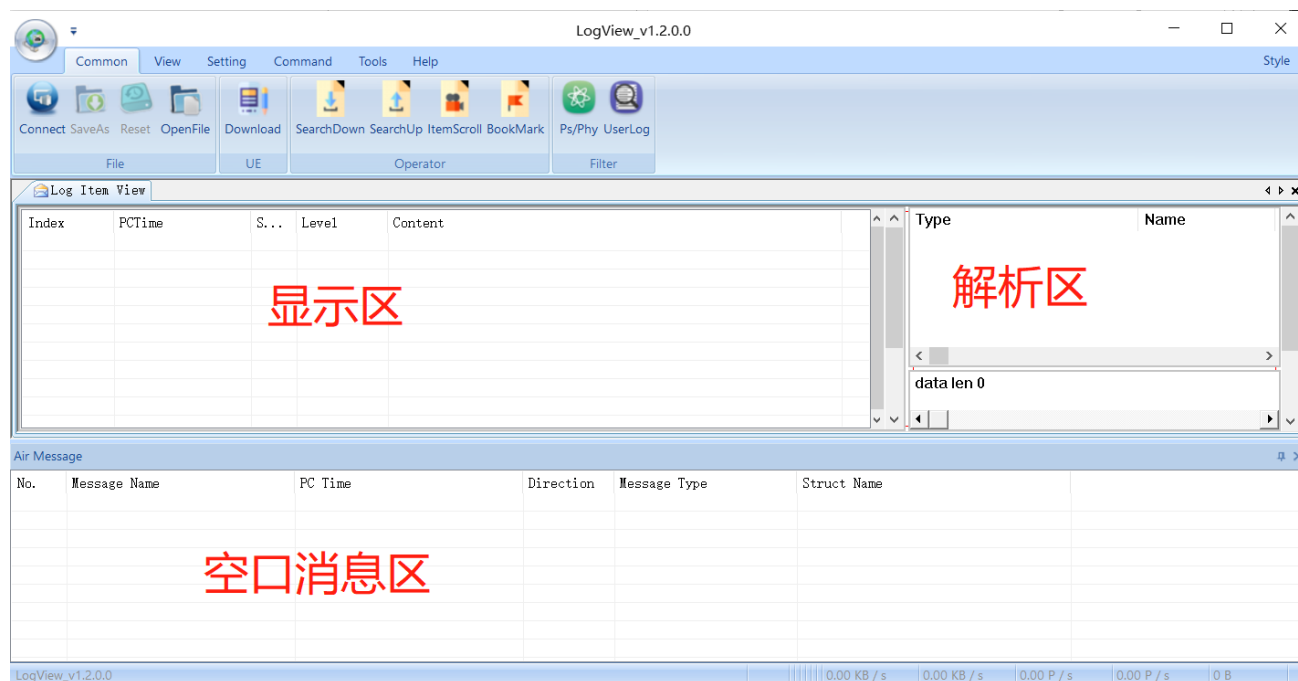 LogView_v1.2.0.0
Common View Setting Command Tools Help Style
Connect SaveAs Reset OpenFile Download SearchDown SearchUp ItemScroll BookMark Ps/Phy UserLog
File UE Operator Filter
Log Item View
Index PCTime S... Level Content
Type Name
显示区
解析区
data len 0
Air Message
No. Message Name PC Time Direction Message Type Struct Name
空口消息区
LogView_v1.2.0.0 0.00 KB / s 0.00 KB / s 0.00 P / s 0.00 P / s 0 B